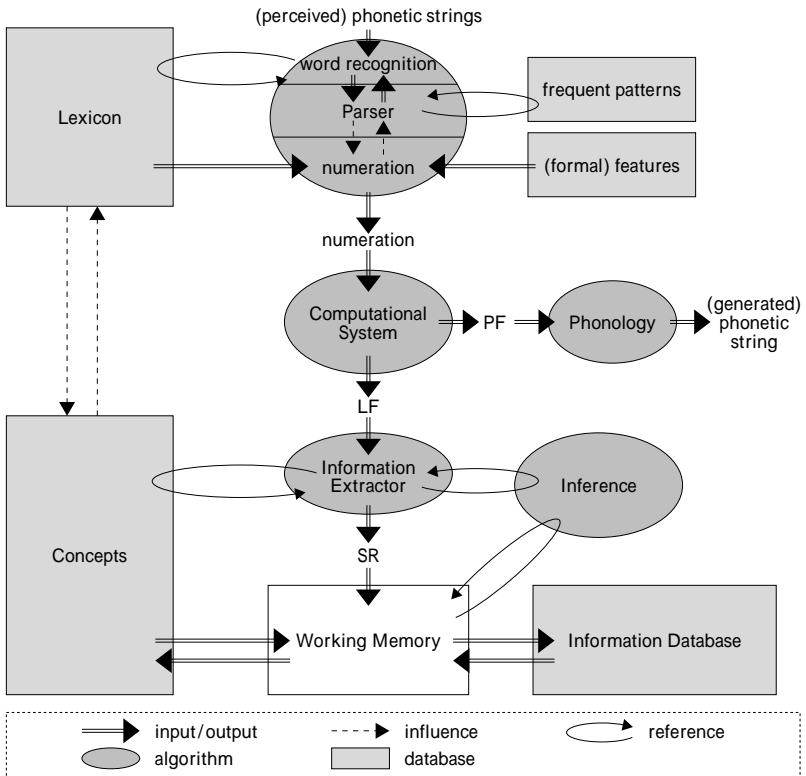 (perceived) phonetic strings
word recognition
Lexicon
Parser
frequent patterns
numeration
(formal) features
numeration
Computational
System
PF
Phonology
(generated)
phonetic
string
LF
Information
Extractor
Inference
Concepts
SR
Working Memory
Information Database
input/output
influence
reference
algorithm
database